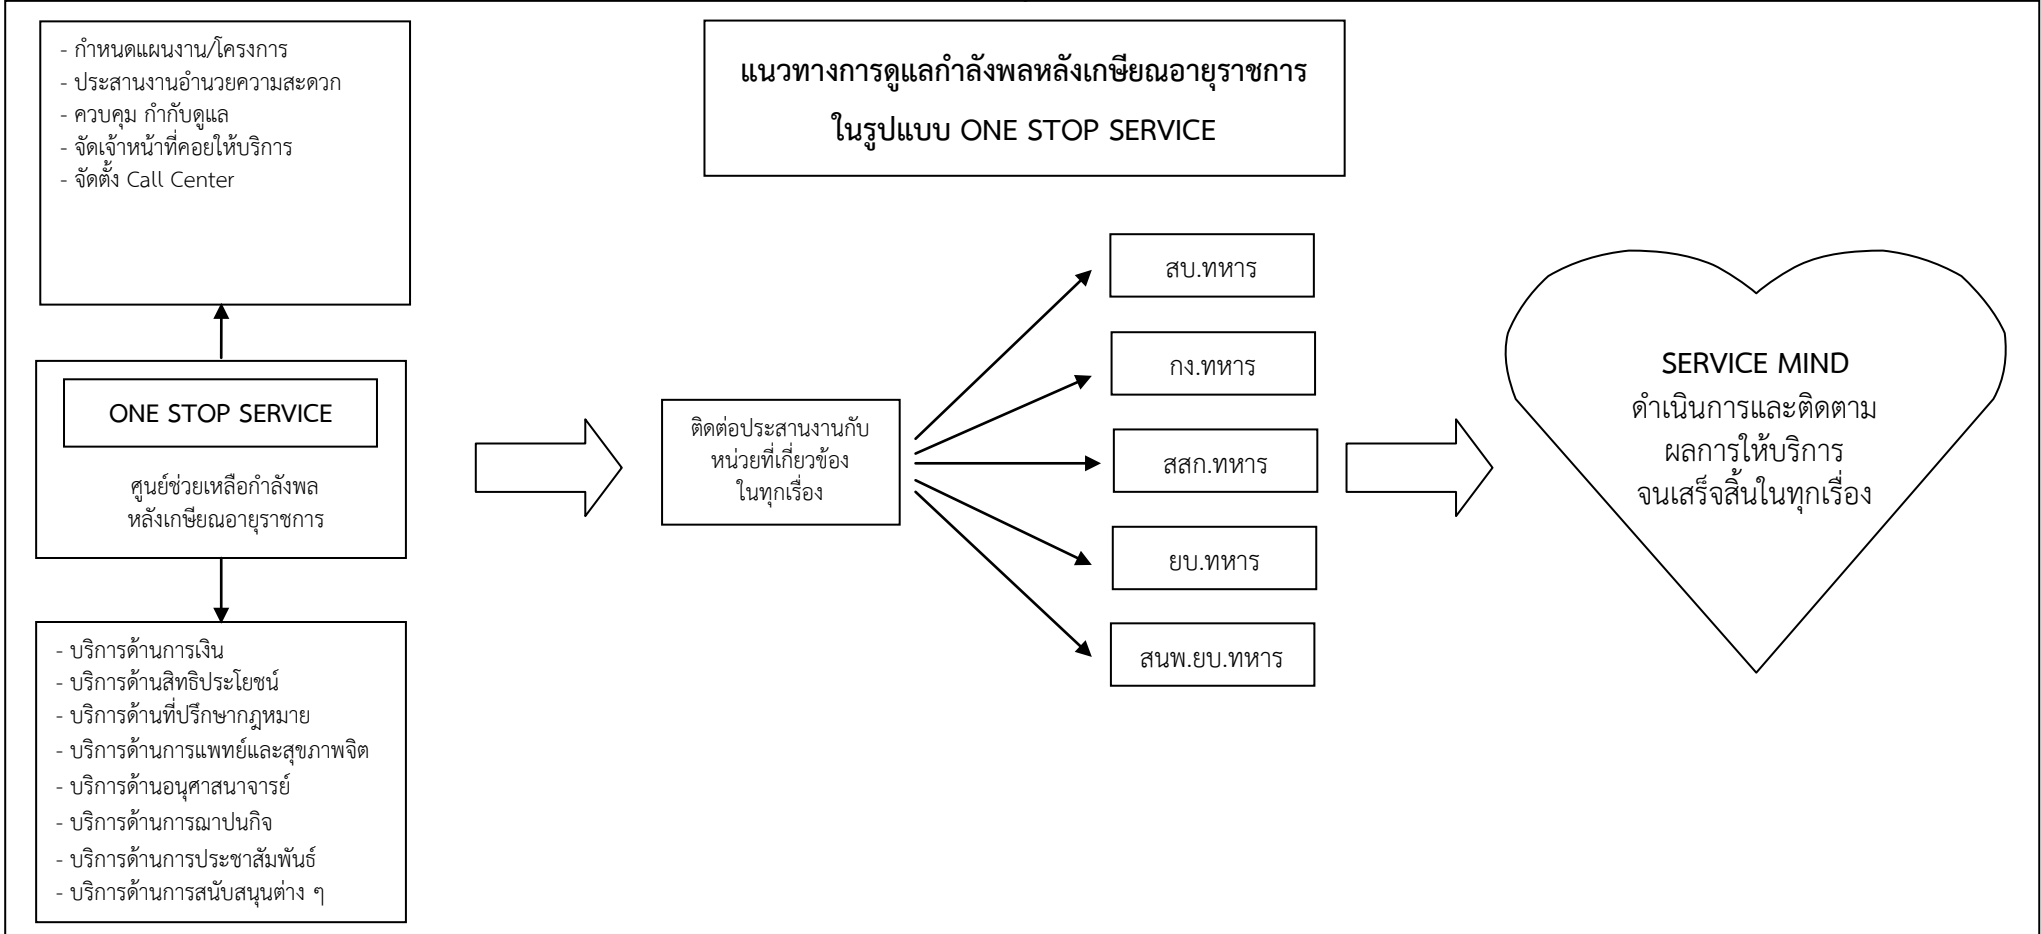 - กำหนดแผนงาน/โครงการ
- ประสานงานอำนวยความสะดวก
- ควบคุม กำกับดูแล
- จัดเจ้าหน้าที่คอยให้บริการ
- จัดตั้ง Call Center
แนวทางการดูแลกำลังพลหลังเกษียณอายุราชการ
ในรูปแบบ ONE STOP SERVICE
ONE STOP SERVICE
ศูนย์ช่วยเหลือกำลังพล
หลังเกษียณอายุราชการ
- บริการด้านการเงิน
- บริการด้านสิทธิประโยชน์
- บริการด้านที่ปรึกษากฎหมาย
- บริการด้านการแพทย์และสุขภาพจิต
- บริการด้านอนุศาสนาจารย์
- บริการด้านการฌาปนกิจ
- บริการด้านการประชาสัมพันธ์
- บริการด้านการสนับสนุนต่าง ๆ
ติดต่อประสานงานกับ
หน่วยที่เกี่ยวข้อง
ในทุกเรื่อง
สบ.ทหาร
กง.ทหาร
สสก.ทหาร
ยบ.ทหาร
สนพ.ยบ.ทหาร
SERVICE MIND
ดำเนินการและติดตาม
ผลการให้บริการ
จนเสร็จสิ้นในทุกเรื่อง